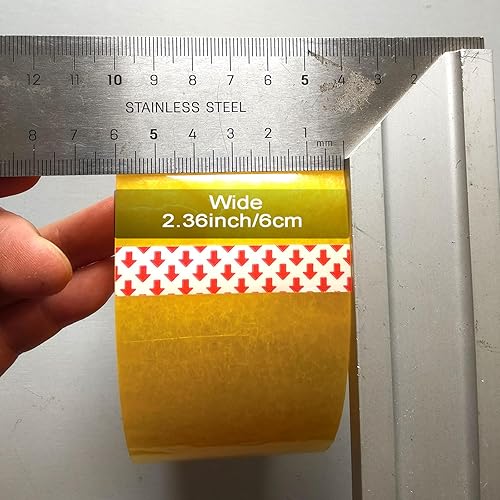 12 11 10 9 8 7 6 5 4 3 2
STAINLESS STEEL
8 7 6 5 4 3 2 1 mm
Wide
2.36inch/6cm